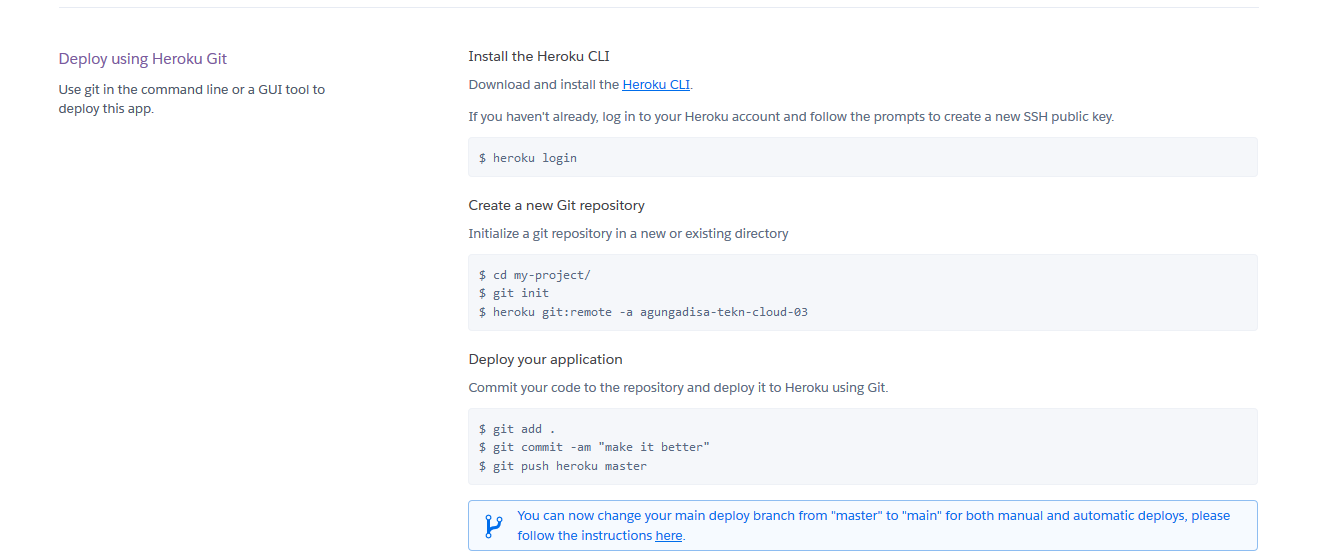 Deploy using Heroku Git
Use git in the command line or a GUI tool to
deploy this app.
Install the Heroku CLI
Download and install the Heroku CLI.
If you haven't already, log in to your Heroku account and follow the prompts to create a new SSH public key.
$ heroku login
Create a new Git repository
Initialize a git repository in a new or existing directory
$ cd my-project/
$ git init
$ heroku git:remote -a agungadisa-tekn-cloud-03
Deploy your application
Commit your code to the repository and deploy it to Heroku using Git.
$ git add .
$ git commit -am "make it better"
$ git push heroku master
You can now change your main deploy branch from "master" to "main" for both manual and automatic deploys, please
follow the instructions here.